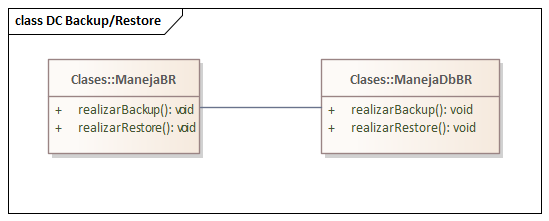 class DC Backup/Restore
Clases::ManejaBR
+ realizarBackup(): void
+ realizarRestore(): void
Clases::ManejaDbBR
+ realizarBackup(): void
+ realizarRestore(): void